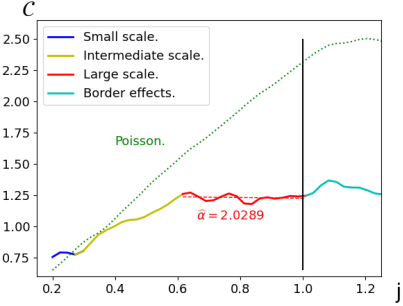 𝒞
2.50
2.25
2.00
1.75
1.50
1.25
1.00
0.75
Small scale.
Intermediate scale.
Large scale.
Border effects.
Poisson.
α̂ = 2.0289
0.2 0.4 0.6 0.8 1.0 1.2
j